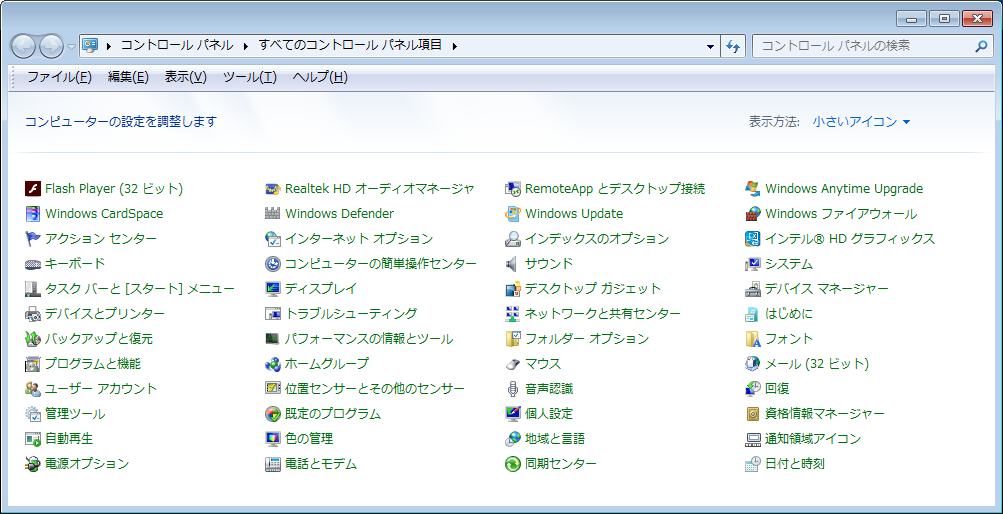 コントロール パネル ▸ すべてのコントロール パネル項目 ▸ コントロール パネルの検索
ファイル(F) 編集(E) 表示(V) ツール(T) ヘルプ(H)
コンピューターの設定を調整します 表示方法: 小さいアイコン
Flash Player (32 ビット) Realtek HD オーディオマネージャ RemoteApp とデスクトップ接続 Windows Anytime Upgrade
Windows CardSpace Windows Defender Windows Update Windows ファイアウォール
アクション センター インターネット オプション インデックスのオプション インテル® HD グラフィックス
キーボード コンピューターの簡単操作センター サウンド システム
タスク バーと [スタート] メニュー ディスプレイ デスクトップ ガジェット デバイス マネージャー
デバイスとプリンター トラブルシューティング ネットワークと共有センター はじめに
バックアップと復元 パフォーマンスの情報とツール フォルダー オプション フォント
プログラムと機能 ホームグループ マウス メール (32 ビット)
ユーザー アカウント 位置センサーとその他のセンサー 音声認識 回復
管理ツール 既定のプログラム 個人設定 資格情報マネージャー
自動再生 色の管理 地域と言語 通知領域アイコン
電源オプション 電話とモデム 同期センター 日付と時刻